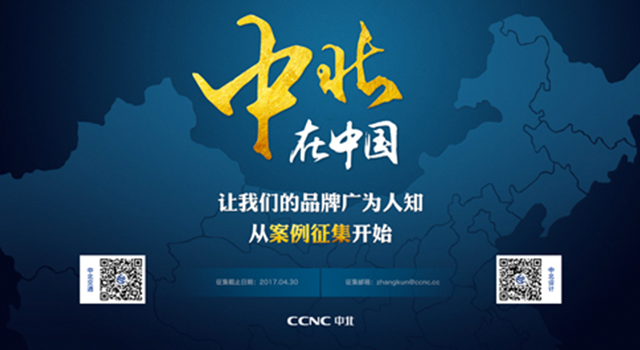 中北
在中国
让我们的品牌广为人知
从案例征集开始
中北交通
征集截止日期：2017.04.30
征集邮箱：zhangkun@ccnc.cc
中北设计
CCNC 中北